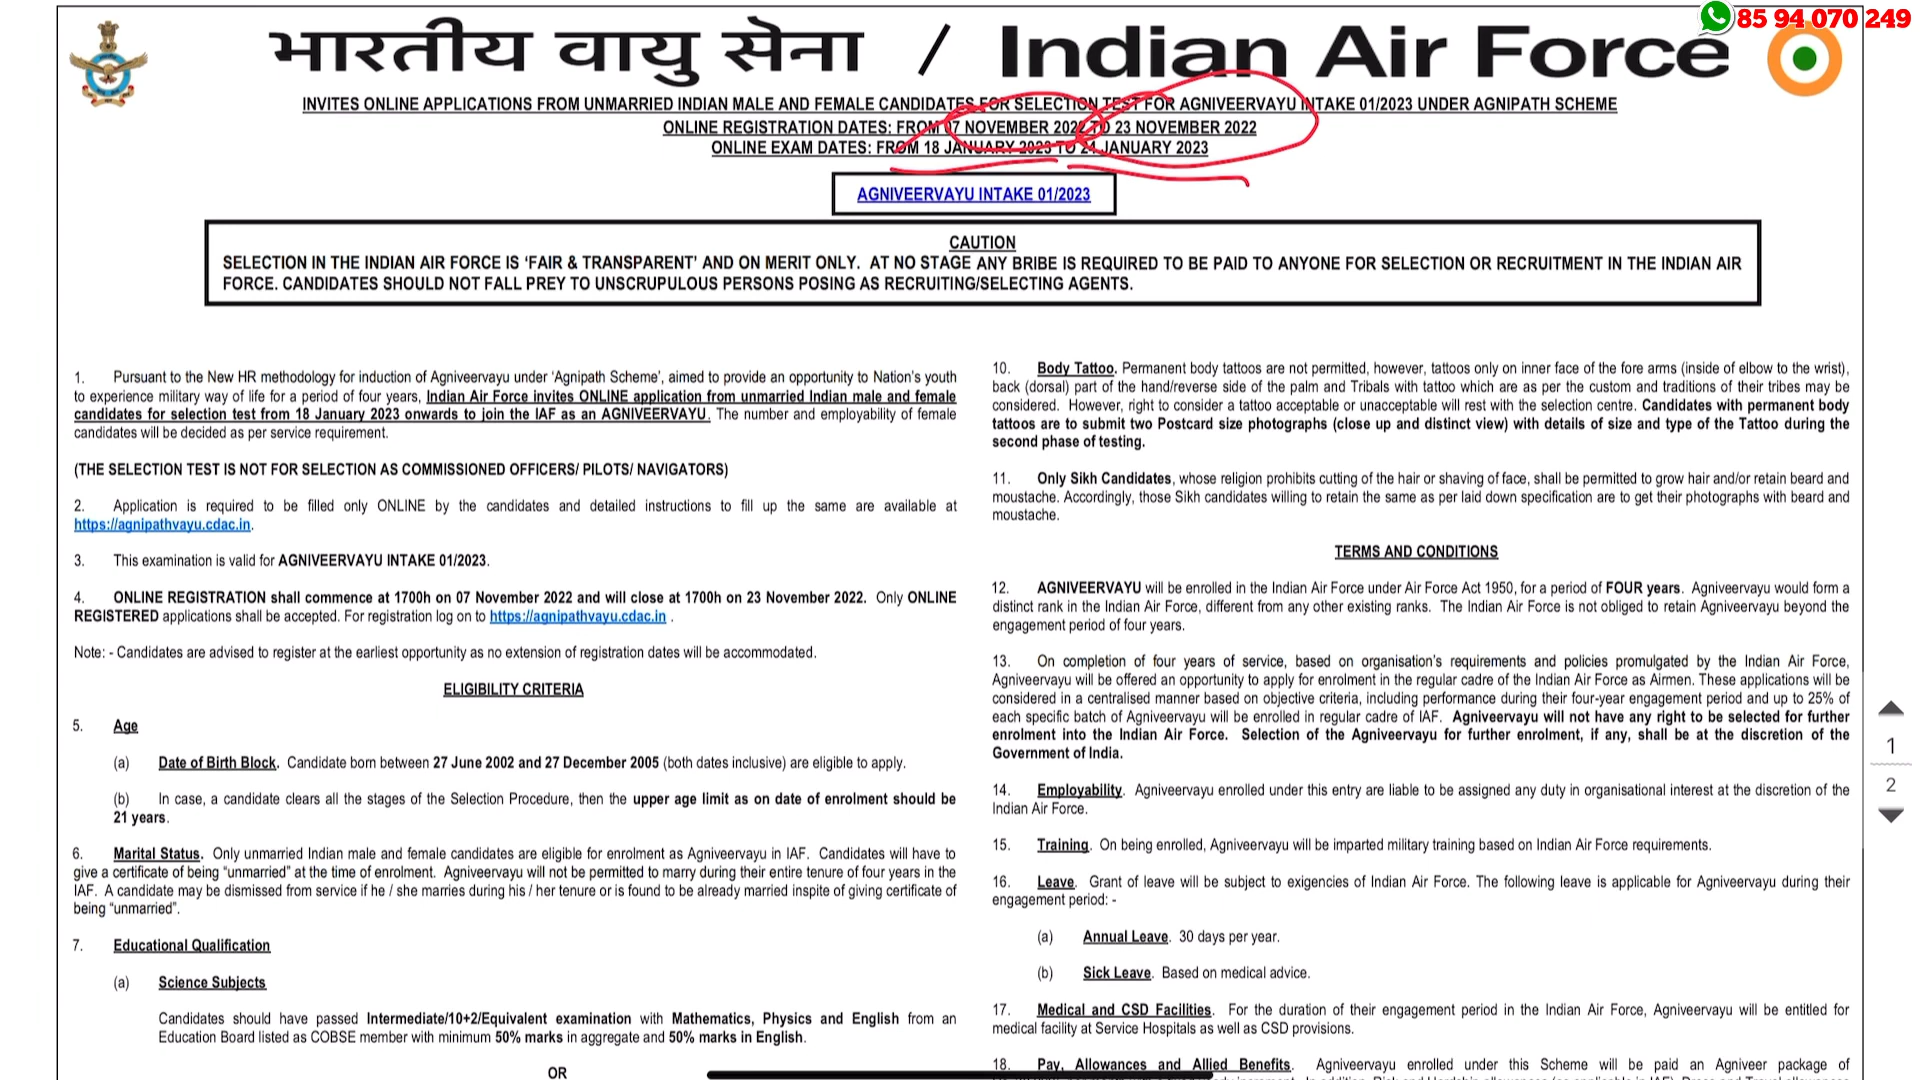 85 94 070 249
भारतीय वायु सेना / Indian Air Force
INVITES ONLINE APPLICATIONS FROM UNMARRIED INDIAN MALE AND FEMALE CANDIDATES FOR SELECTION TEST FOR AGNIVEERVAYU INTAKE 01/2023 UNDER AGNIPATH SCHEME
ONLINE REGISTRATION DATES: FROM 07 NOVEMBER 2022 TO 23 NOVEMBER 2022
ONLINE EXAM DATES: FROM 18 JANUARY 2023 TO 24 JANUARY 2023
AGNIVEERVAYU INTAKE 01/2023
CAUTION
SELECTION IN THE INDIAN AIR FORCE IS ‘FAIR & TRANSPARENT’ AND ON MERIT ONLY. AT NO STAGE ANY BRIBE IS REQUIRED TO BE PAID TO ANYONE FOR SELECTION OR RECRUITMENT IN THE INDIAN AIR
FORCE. CANDIDATES SHOULD NOT FALL PREY TO UNSCRUPULOUS PERSONS POSING AS RECRUITING/SELECTING AGENTS.
1. Pursuant to the New HR methodology for induction of Agniveervayu under ‘Agnipath Scheme’, aimed to provide an opportunity to Nation’s youth
to experience military way of life for a period of four years, Indian Air Force invites ONLINE application from unmarried Indian male and female
candidates for selection test from 18 January 2023 onwards to join the IAF as an AGNIVEERVAYU. The number and employability of female
candidates will be decided as per service requirement.
(THE SELECTION TEST IS NOT FOR SELECTION AS COMMISSIONED OFFICERS/ PILOTS/ NAVIGATORS)
2. Application is required to be filled only ONLINE by the candidates and detailed instructions to fill up the same are available at
https://agnipathvayu.cdac.in.
3. This examination is valid for AGNIVEERVAYU INTAKE 01/2023.
4. ONLINE REGISTRATION shall commence at 1700h on 07 November 2022 and will close at 1700h on 23 November 2022. Only ONLINE
REGISTERED applications shall be accepted. For registration log on to https://agnipathvayu.cdac.in .
Note: - Candidates are advised to register at the earliest opportunity as no extension of registration dates will be accommodated.
ELIGIBILITY CRITERIA
5. Age
(a) Date of Birth Block. Candidate born between 27 June 2002 and 27 December 2005 (both dates inclusive) are eligible to apply.
(b) In case, a candidate clears all the stages of the Selection Procedure, then the upper age limit as on date of enrolment should be
21 years.
6. Marital Status. Only unmarried Indian male and female candidates are eligible for enrolment as Agniveervayu in IAF. Candidates will have to
give a certificate of being “unmarried” at the time of enrolment. Agniveervayu will not be permitted to marry during their entire tenure of four years in the
IAF. A candidate may be dismissed from service if he / she marries during his / her tenure or is found to be already married inspite of giving certificate of
being “unmarried”.
7. Educational Qualification
(a) Science Subjects
Candidates should have passed Intermediate/10+2/Equivalent examination with Mathematics, Physics and English from an
Education Board listed as COBSE member with minimum 50% marks in aggregate and 50% marks in English.
OR
10. Body Tattoo. Permanent body tattoos are not permitted, however, tattoos only on inner face of the fore arms (inside of elbow to the wrist),
back (dorsal) part of the hand/reverse side of the palm and Tribals with tattoo which are as per the custom and traditions of their tribes may be
considered. However, right to consider a tattoo acceptable or unacceptable will rest with the selection centre. Candidates with permanent body
tattoos are to submit two Postcard size photographs (close up and distinct view) with details of size and type of the Tattoo during the
second phase of testing.
11. Only Sikh Candidates, whose religion prohibits cutting of the hair or shaving of face, shall be permitted to grow hair and/or retain beard and
moustache. Accordingly, those Sikh candidates willing to retain the same as per laid down specification are to get their photographs with beard and
moustache.
TERMS AND CONDITIONS
12. AGNIVEERVAYU will be enrolled in the Indian Air Force under Air Force Act 1950, for a period of FOUR years. Agniveervayu would form a
distinct rank in the Indian Air Force, different from any other existing ranks. The Indian Air Force is not obliged to retain Agniveervayu beyond the
engagement period of four years.
13. On completion of four years of service, based on organisation’s requirements and policies promulgated by the Indian Air Force,
Agniveervayu will be offered an opportunity to apply for enrolment in the regular cadre of the Indian Air Force as Airmen. These applications will be
considered in a centralised manner based on objective criteria, including performance during their four-year engagement period and up to 25% of
each specific batch of Agniveervayu will be enrolled in regular cadre of IAF. Agniveervayu will not have any right to be selected for further
enrolment into the Indian Air Force. Selection of the Agniveervayu for further enrolment, if any, shall be at the discretion of the
Government of India.
14. Employability. Agniveervayu enrolled under this entry are liable to be assigned any duty in organisational interest at the discretion of the
Indian Air Force.
15. Training. On being enrolled, Agniveervayu will be imparted military training based on Indian Air Force requirements.
16. Leave. Grant of leave will be subject to exigencies of Indian Air Force. The following leave is applicable for Agniveervayu during their
engagement period: -
(a) Annual Leave. 30 days per year.
(b) Sick Leave. Based on medical advice.
17. Medical and CSD Facilities. For the duration of their engagement period in the Indian Air Force, Agniveervayu will be entitled for
medical facility at Service Hospitals as well as CSD provisions.
18. Pay, Allowances and Allied Benefits. Agniveervayu enrolled under this Scheme will be paid an Agniveer package of
1
2